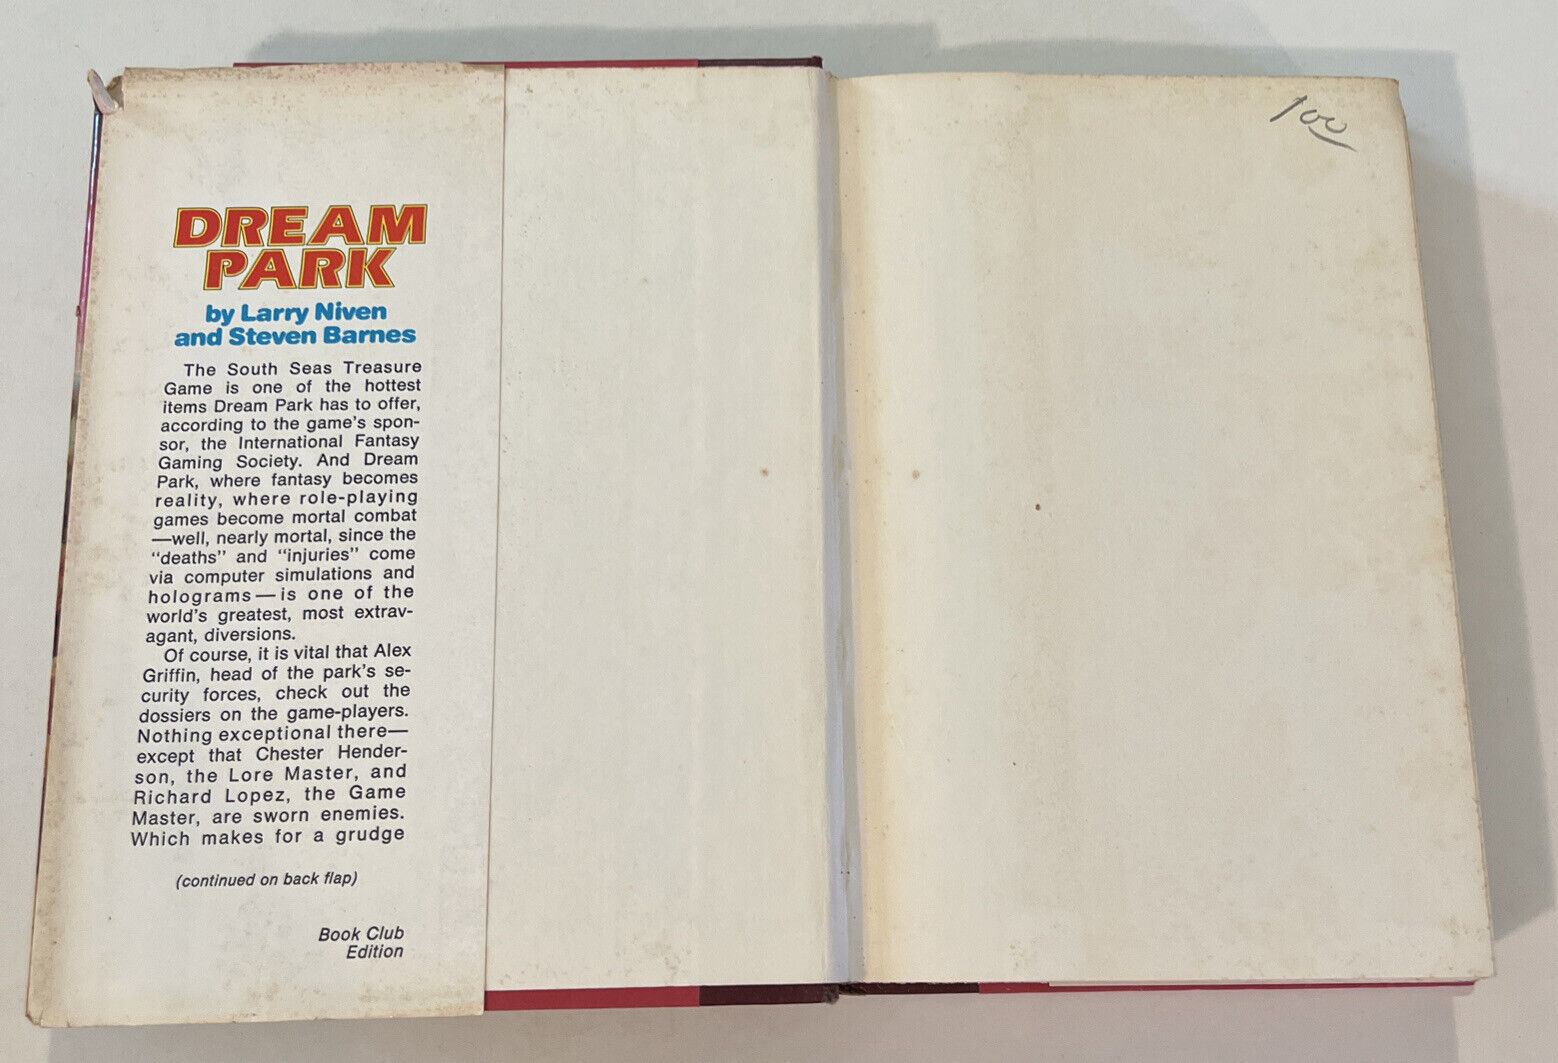 DREAM
PARK
by Larry Niven
and Steven Barnes
The South Seas Treasure
Game is one of the hottest
items Dream Park has to offer,
according to the game's spon-
sor, the International Fantasy
Gaming Society. And Dream
Park, where fantasy becomes
reality, where role-playing
games become mortal combat
—well, nearly mortal, since the
"deaths" and "injuries" come
via computer simulations and
holograms—is one of the
world's greatest, most extrav-
agant, diversions.
Of course, it is vital that Alex
Griffin, head of the park's se-
curity forces, check out the
dossiers on the game-players.
Nothing exceptional there—
except that Chester Hender-
son, the Lore Master, and
Richard Lopez, the Game
Master, are sworn enemies.
Which makes for a grudge
(continued on back flap)
Book Club
Edition
100